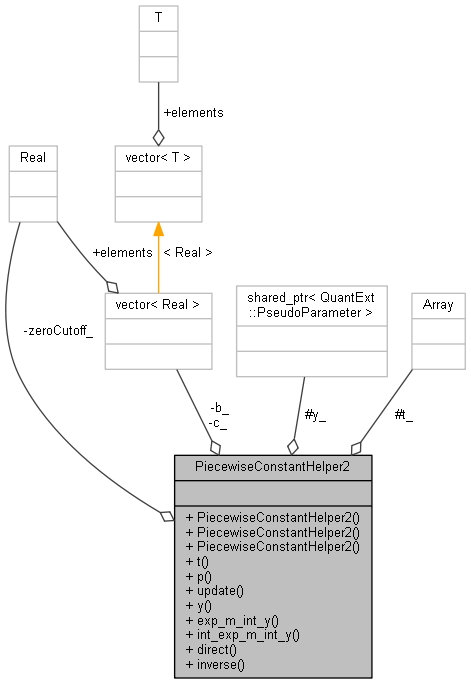 T
+elements
Real
vector< T >
+elements
< Real >
-zeroCutoff_
vector< Real >
shared_ptr< QuantExt
::PseudoParameter >
Array
-b_
-c_
#y_
#t_
PiecewiseConstantHelper2
+ PiecewiseConstantHelper2()
+ PiecewiseConstantHelper2()
+ PiecewiseConstantHelper2()
+ t()
+ p()
+ update()
+ y()
+ exp_m_int_y()
+ int_exp_m_int_y()
+ direct()
+ inverse()